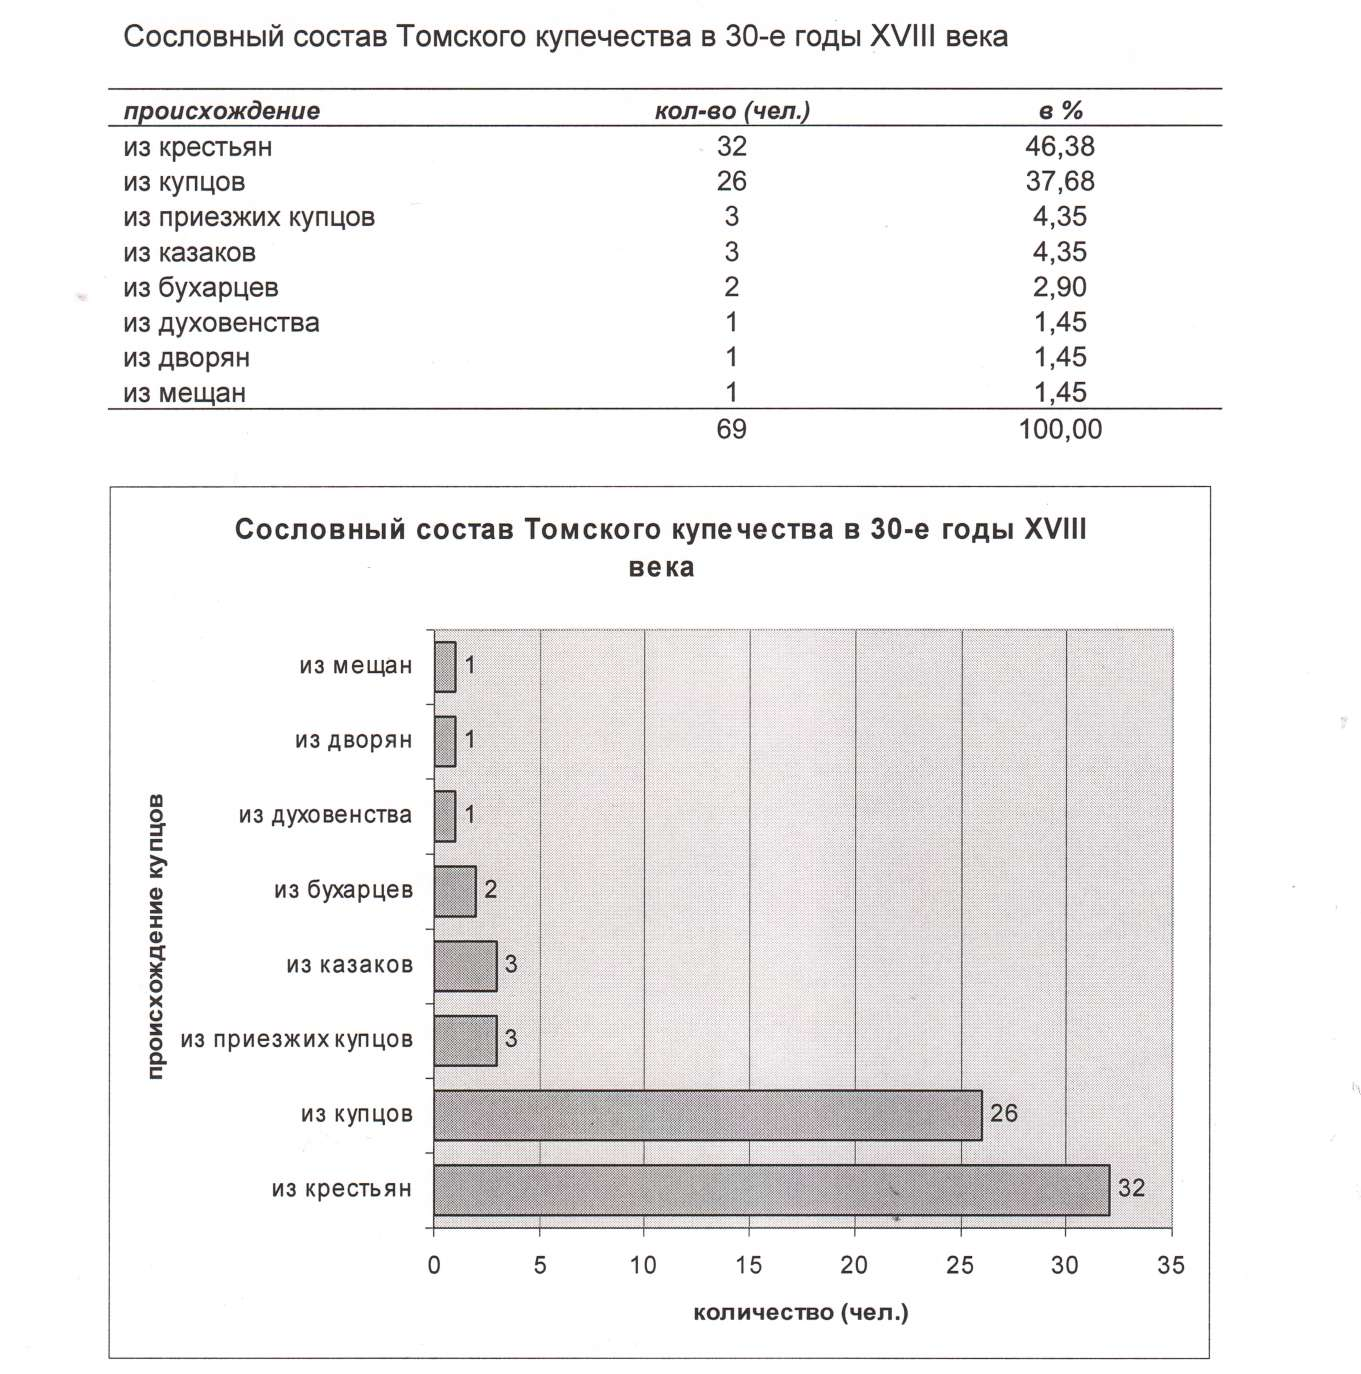 Сословный состав Томского купечества в 30-е годы XVIII века
происхождение кол-во (чел.) в %
из крестьян 32 46,38
из купцов 26 37,68
из приезжих купцов 3 4,35
из казаков 3 4,35
из бухарцев 2 2,90
из духовенства 1 1,45
из дворян 1 1,45
из мещан 1 1,45
69 100,00
Сословный состав Томского купечества в 30-е годы XVIII
века
из мещан 1
из дворян 1
из духовенства 1
из бухарцев 2
из казаков 3
из приезжих купцов 3
из купцов 26
из крестьян 32
происхождение купцов
0 5 10 15 20 25 30 35
количество (чел.)